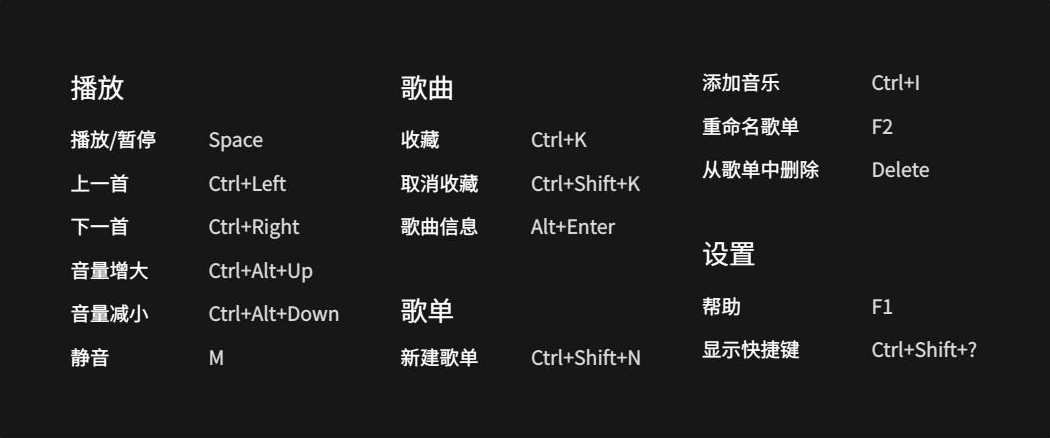 播放
播放/暂停 Space
上一首 Ctrl+Left
下一首 Ctrl+Right
音量增大 Ctrl+Alt+Up
音量减小 Ctrl+Alt+Down
静音 M
歌曲
收藏 Ctrl+K
取消收藏 Ctrl+Shift+K
歌曲信息 Alt+Enter
歌单
新建歌单 Ctrl+Shift+N
添加音乐 Ctrl+I
重命名歌单 F2
从歌单中删除 Delete
设置
帮助 F1
显示快捷键 Ctrl+Shift+?